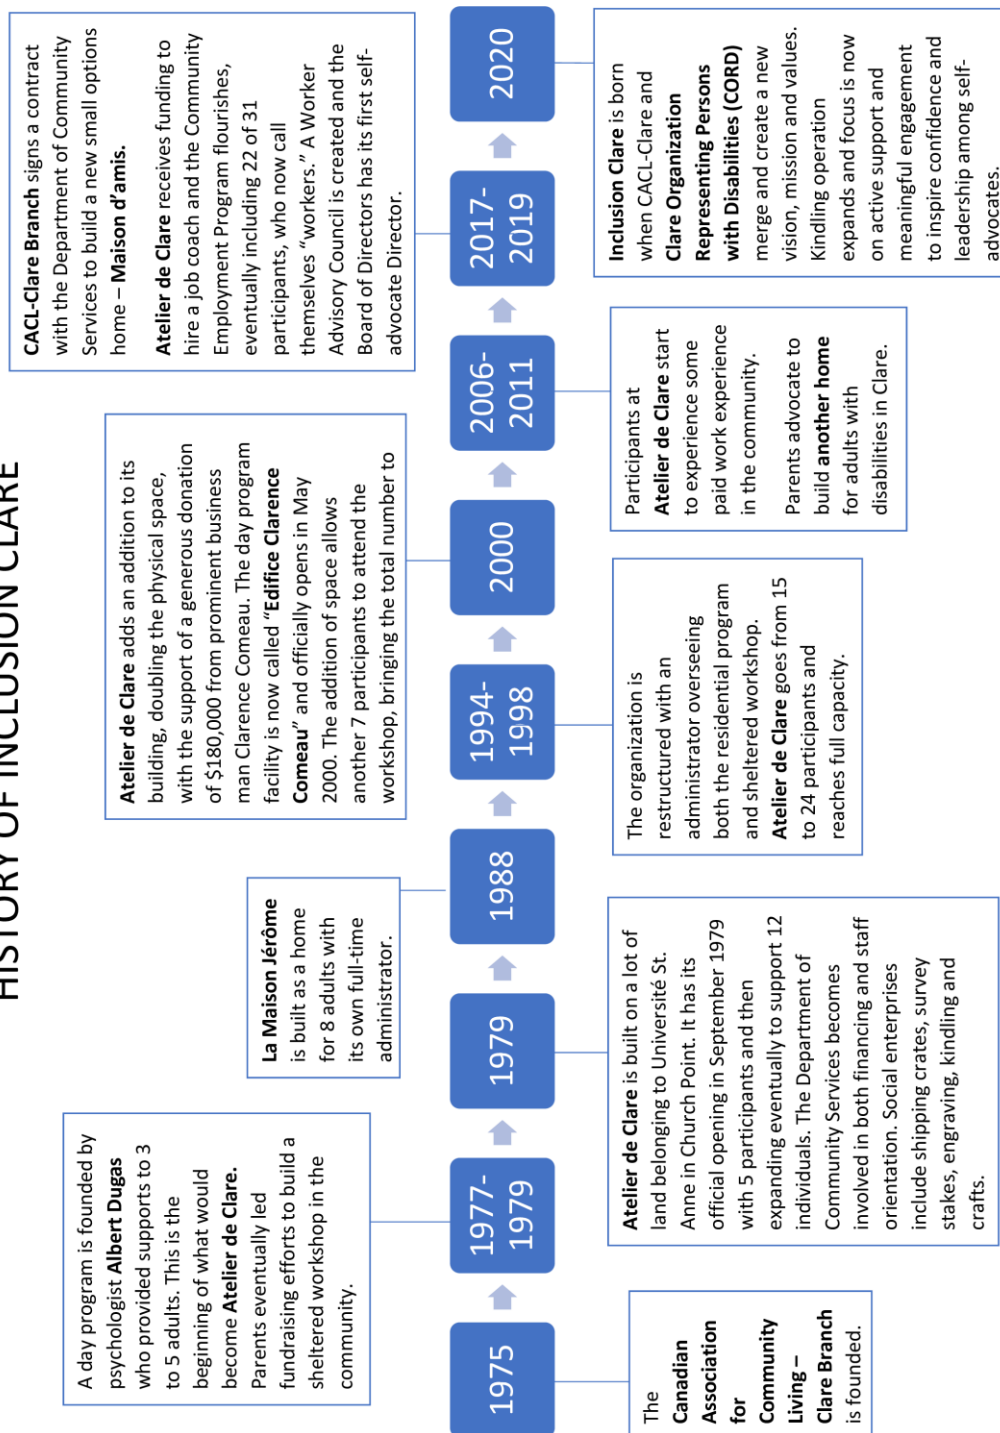 HISTORY OF INCLUSION CLARE
1975
The
Canadian
Association
for
Community
Living –
Clare Branch
is founded.
1977-
1979
A day program is founded by
psychologist Albert Dugas
who provided supports to 3
to 5 adults. This is the
beginning of what would
become Atelier de Clare.
Parents eventually led
fundraising efforts to build a
sheltered workshop in the
community.
1979
Atelier de Clare is built on a lot of
land belonging to Université St.
Anne in Church Point. It has its
official opening in September 1979
with 5 participants and then
expanding eventually to support 12
individuals. The Department of
Community Services becomes
involved in both financing and staff
orientation. Social enterprises
include shipping crates, survey
stakes, engraving, kindling and
crafts.
1988
La Maison Jérôme
is built as a home
for 8 adults with
its own full-time
administrator.
1994-
1998
The organization is
restructured with an
administrator overseeing
both the residential program
and sheltered workshop.
Atelier de Clare goes from 15
to 24 participants and
reaches full capacity.
2000
Atelier de Clare adds an addition to its
building, doubling the physical space,
with the support of a generous donation
of $180,000 from prominent business
man Clarence Comeau. The day program
facility is now called “Edifice Clarence
Comeau” and officially opens in May
2000. The addition of space allows
another 7 participants to attend the
workshop, bringing the total number to
2006-
2011
Participants at
Atelier de Clare start
to experience some
paid work experience
in the community.
Parents advocate to
build another home
for adults with
disabilities in Clare.
2017-
2019
CACL-Clare Branch signs a contract
with the Department of Community
Services to build a new small options
home – Maison d’amis.
Atelier de Clare receives funding to
hire a job coach and the Community
Employment Program flourishes,
eventually including 22 of 31
participants, who now call
themselves “workers.” A Worker
Advisory Council is created and the
Board of Directors has its first self-
advocate Director.
2020
Inclusion Clare is born
when CACL-Clare and
Clare Organization
Representing Persons
with Disabilities (CORD)
merge and create a new
vision, mission and values.
Kindling operation
expands and focus is now
on active support and
meaningful engagement
to inspire confidence and
leadership among self-
advocates.